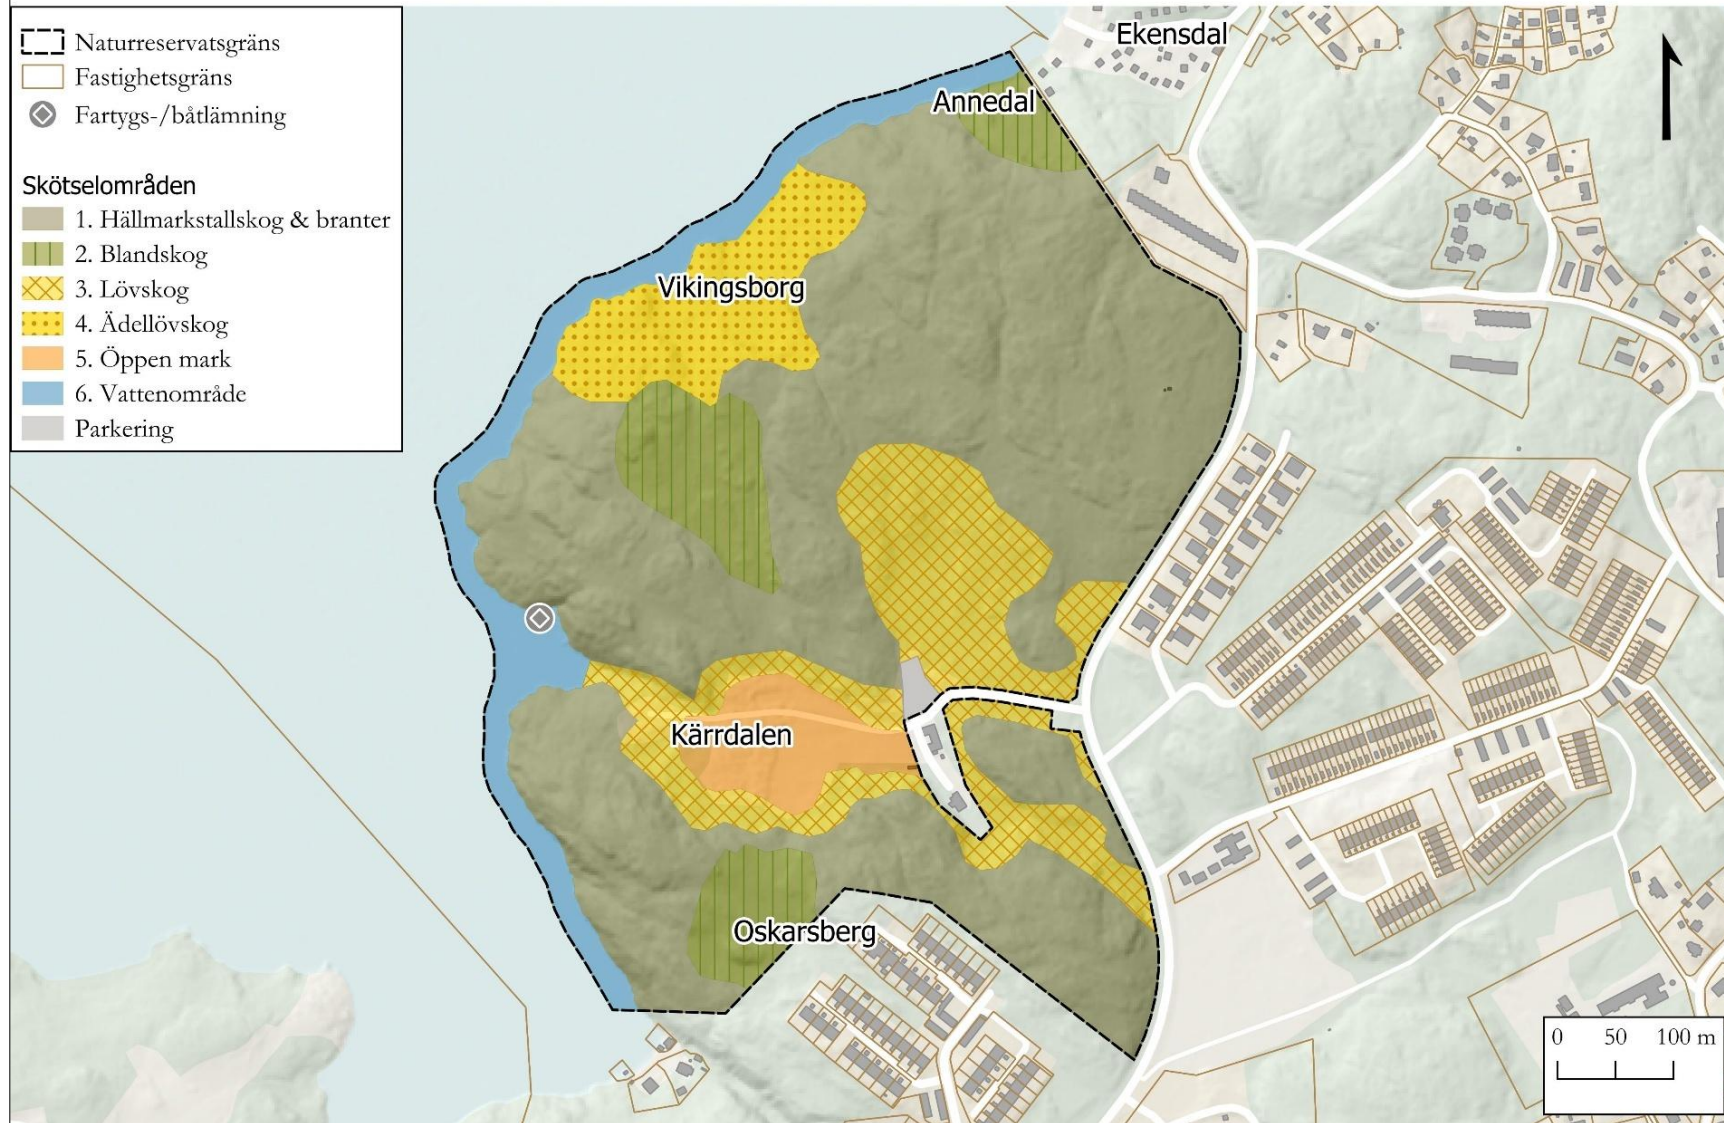 Naturreservatsgräns
Fastighetsgräns
Fartygs-/båtlämning
Skötselområden
1. Hällmarkstallskog & branter
2. Blandskog
3. Lövskog
4. Ädellövskog
5. Öppen mark
6. Vattenområde
Parkering
Ekensdal
Annedal
Vikingsborg
Kärrdalen
Oskarsberg
0 50 100 m